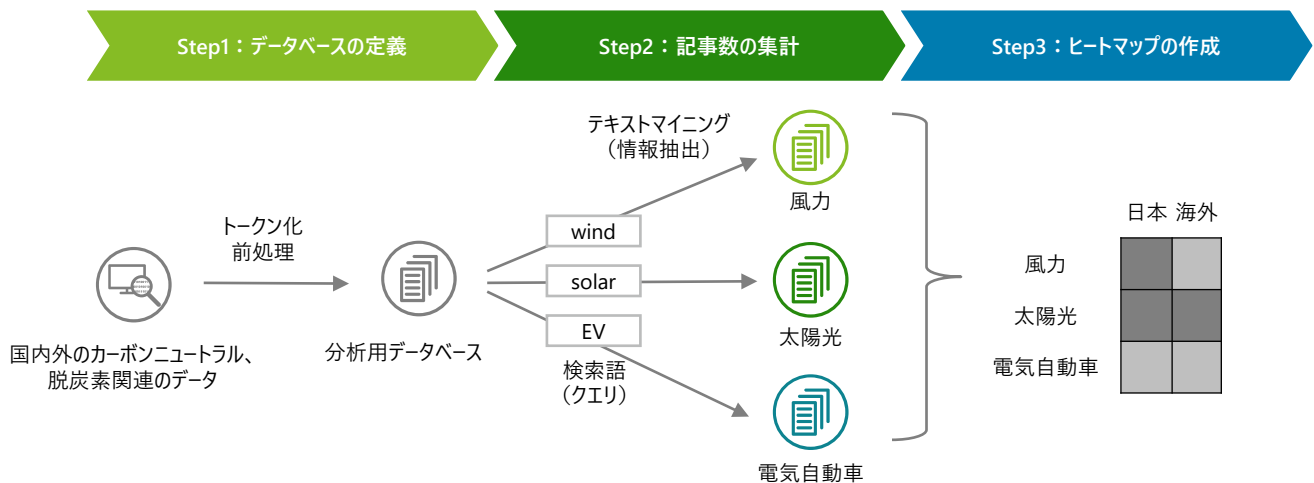 Step1：データベースの定義
Step2：記事数の集計
Step3：ヒートマップの作成
トークン化
前処理
国内外のカーボンニュートラル、
脱炭素関連のデータ
分析用データベース
テキストマイニング
（情報抽出）
wind
solar
EV
検索語
（クエリ）
風力
太陽光
電気自動車
日本 海外
風力
太陽光
電気自動車